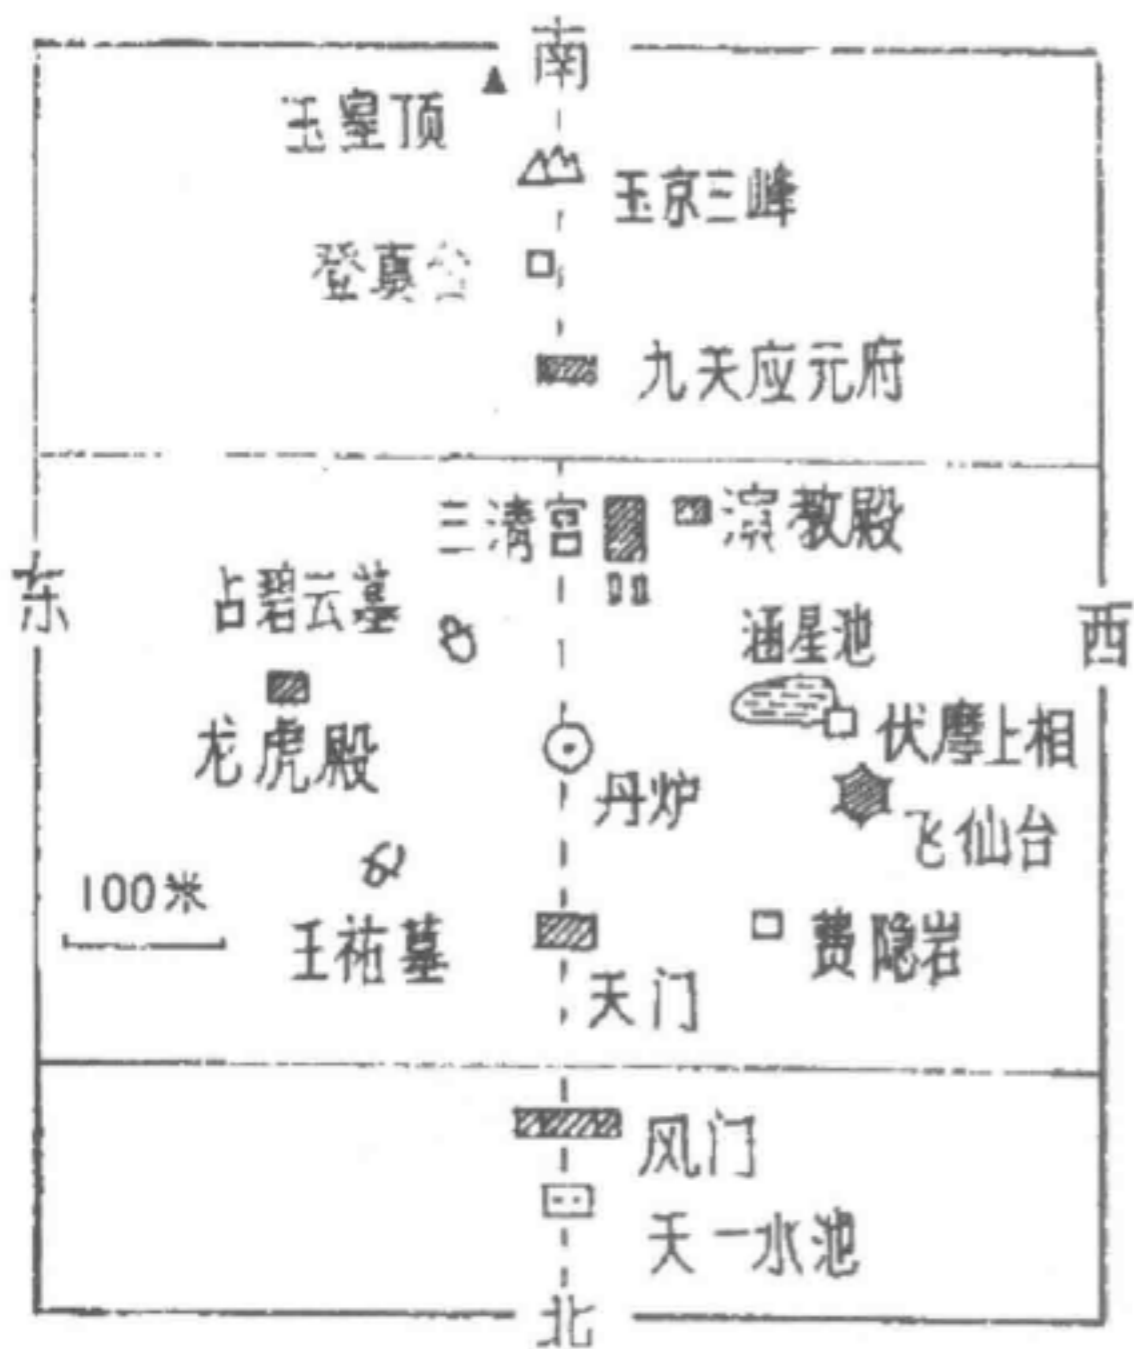 南
玉皇顶
玉京三峰
登真台
九天应元府
三清宫
演教殿
东
占碧云墓
涵星池
西
龙虎殿
伏摩上相
丹炉
飞仙台
100米
王祐墓
费隐岩
天门
风门
天一水池
北